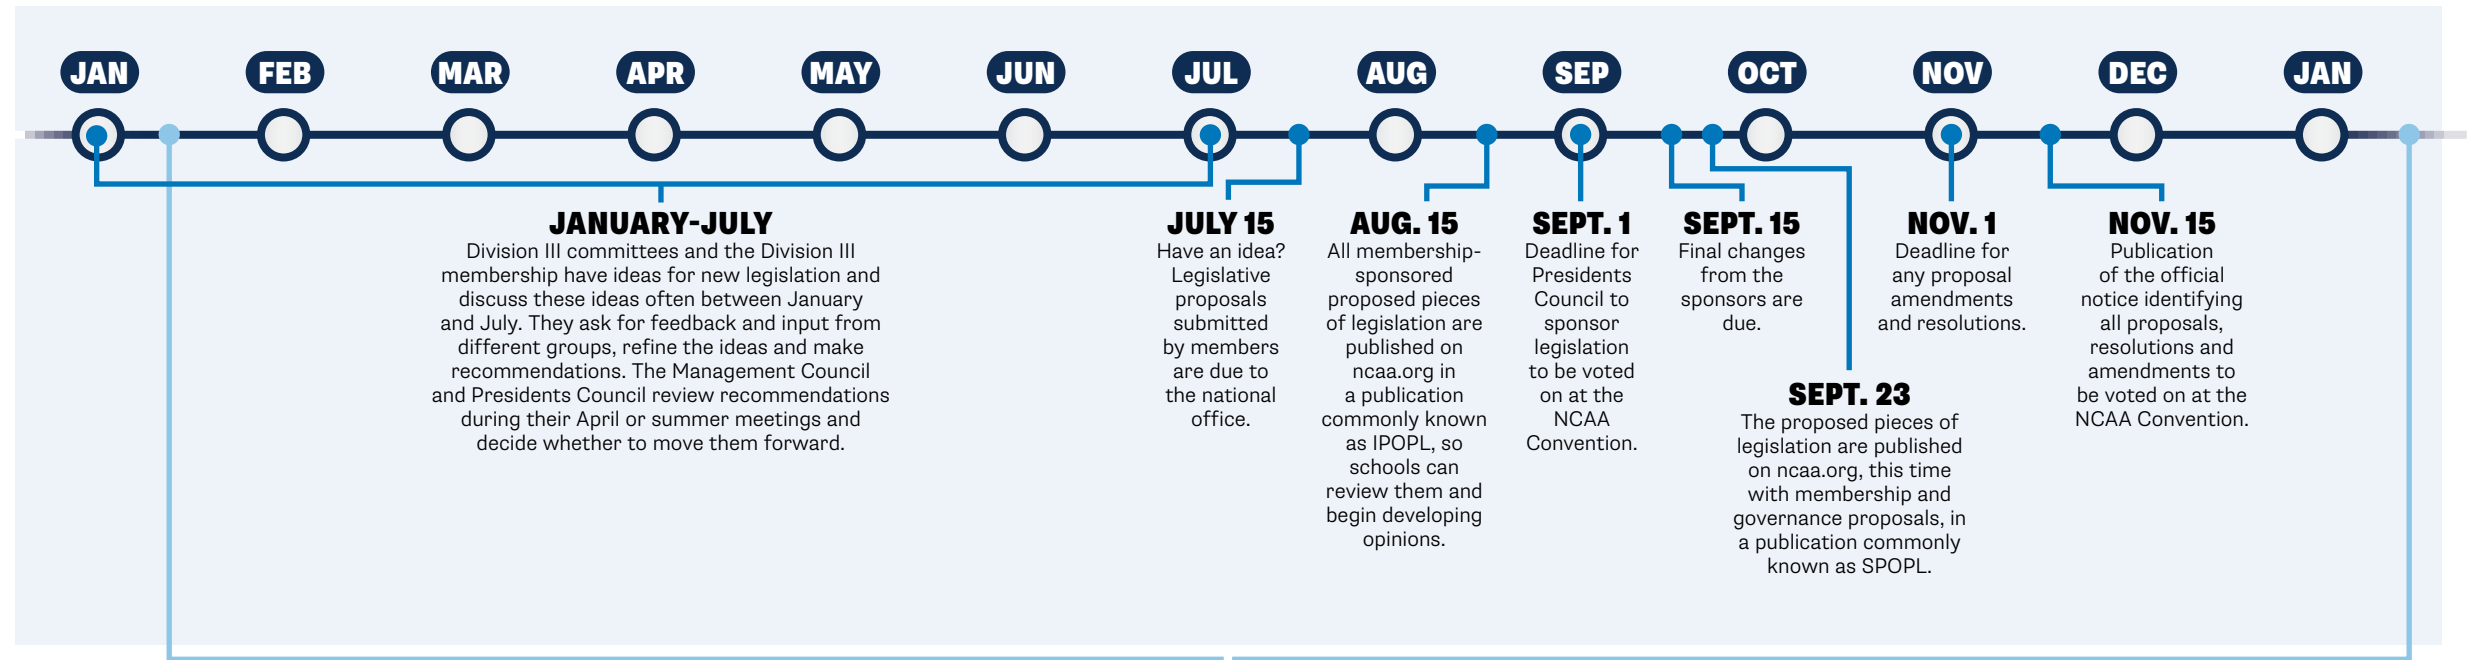 JAN
FEB
MAR
APR
MAY
JUN
JUL
AUG
SEP
OCT
NOV
DEC
JAN
JANUARY-JULY
Division III committees and the Division III
membership have ideas for new legislation and
discuss these ideas often between January
and July. They ask for feedback and input from
different groups, refine the ideas and make
recommendations. The Management Council
and Presidents Council review recommendations
during their April or summer meetings and
decide whether to move them forward.
JULY 15
Have an idea?
Legislative
proposals
submitted
by members
are due to
the national
office.
AUG. 15
All membership-
sponsored
proposed pieces
of legislation are
published on
ncaa.org in
a publication
commonly known
as IPOPL, so
schools can
review them and
begin developing
opinions.
SEPT. 1
Deadline for
Presidents
Council to
sponsor
legislation
to be voted
on at the
NCAA
Convention.
SEPT. 15
Final changes
from the
sponsors are
due.
SEPT. 23
The proposed pieces of
legislation are published
on ncaa.org, this time
with membership and
governance proposals, in
a publication commonly
known as SPOPL.
NOV. 1
Deadline for
any proposal
amendments
and resolutions.
NOV. 15
Publication
of the official
notice identifying
all proposals,
resolutions and
amendments to
be voted on at the
NCAA Convention.